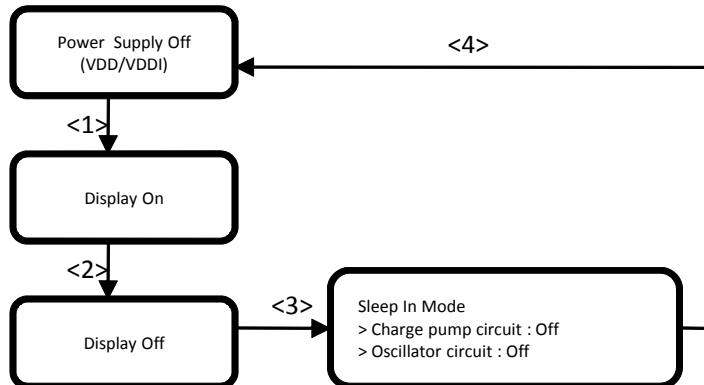 Power Supply Off
(VDD/VDDI)
<4>
<1>
Display On
<2>
Display Off
<3>
Sleep In Mode
> Charge pump circuit : Off
> Oscillator circuit : Off